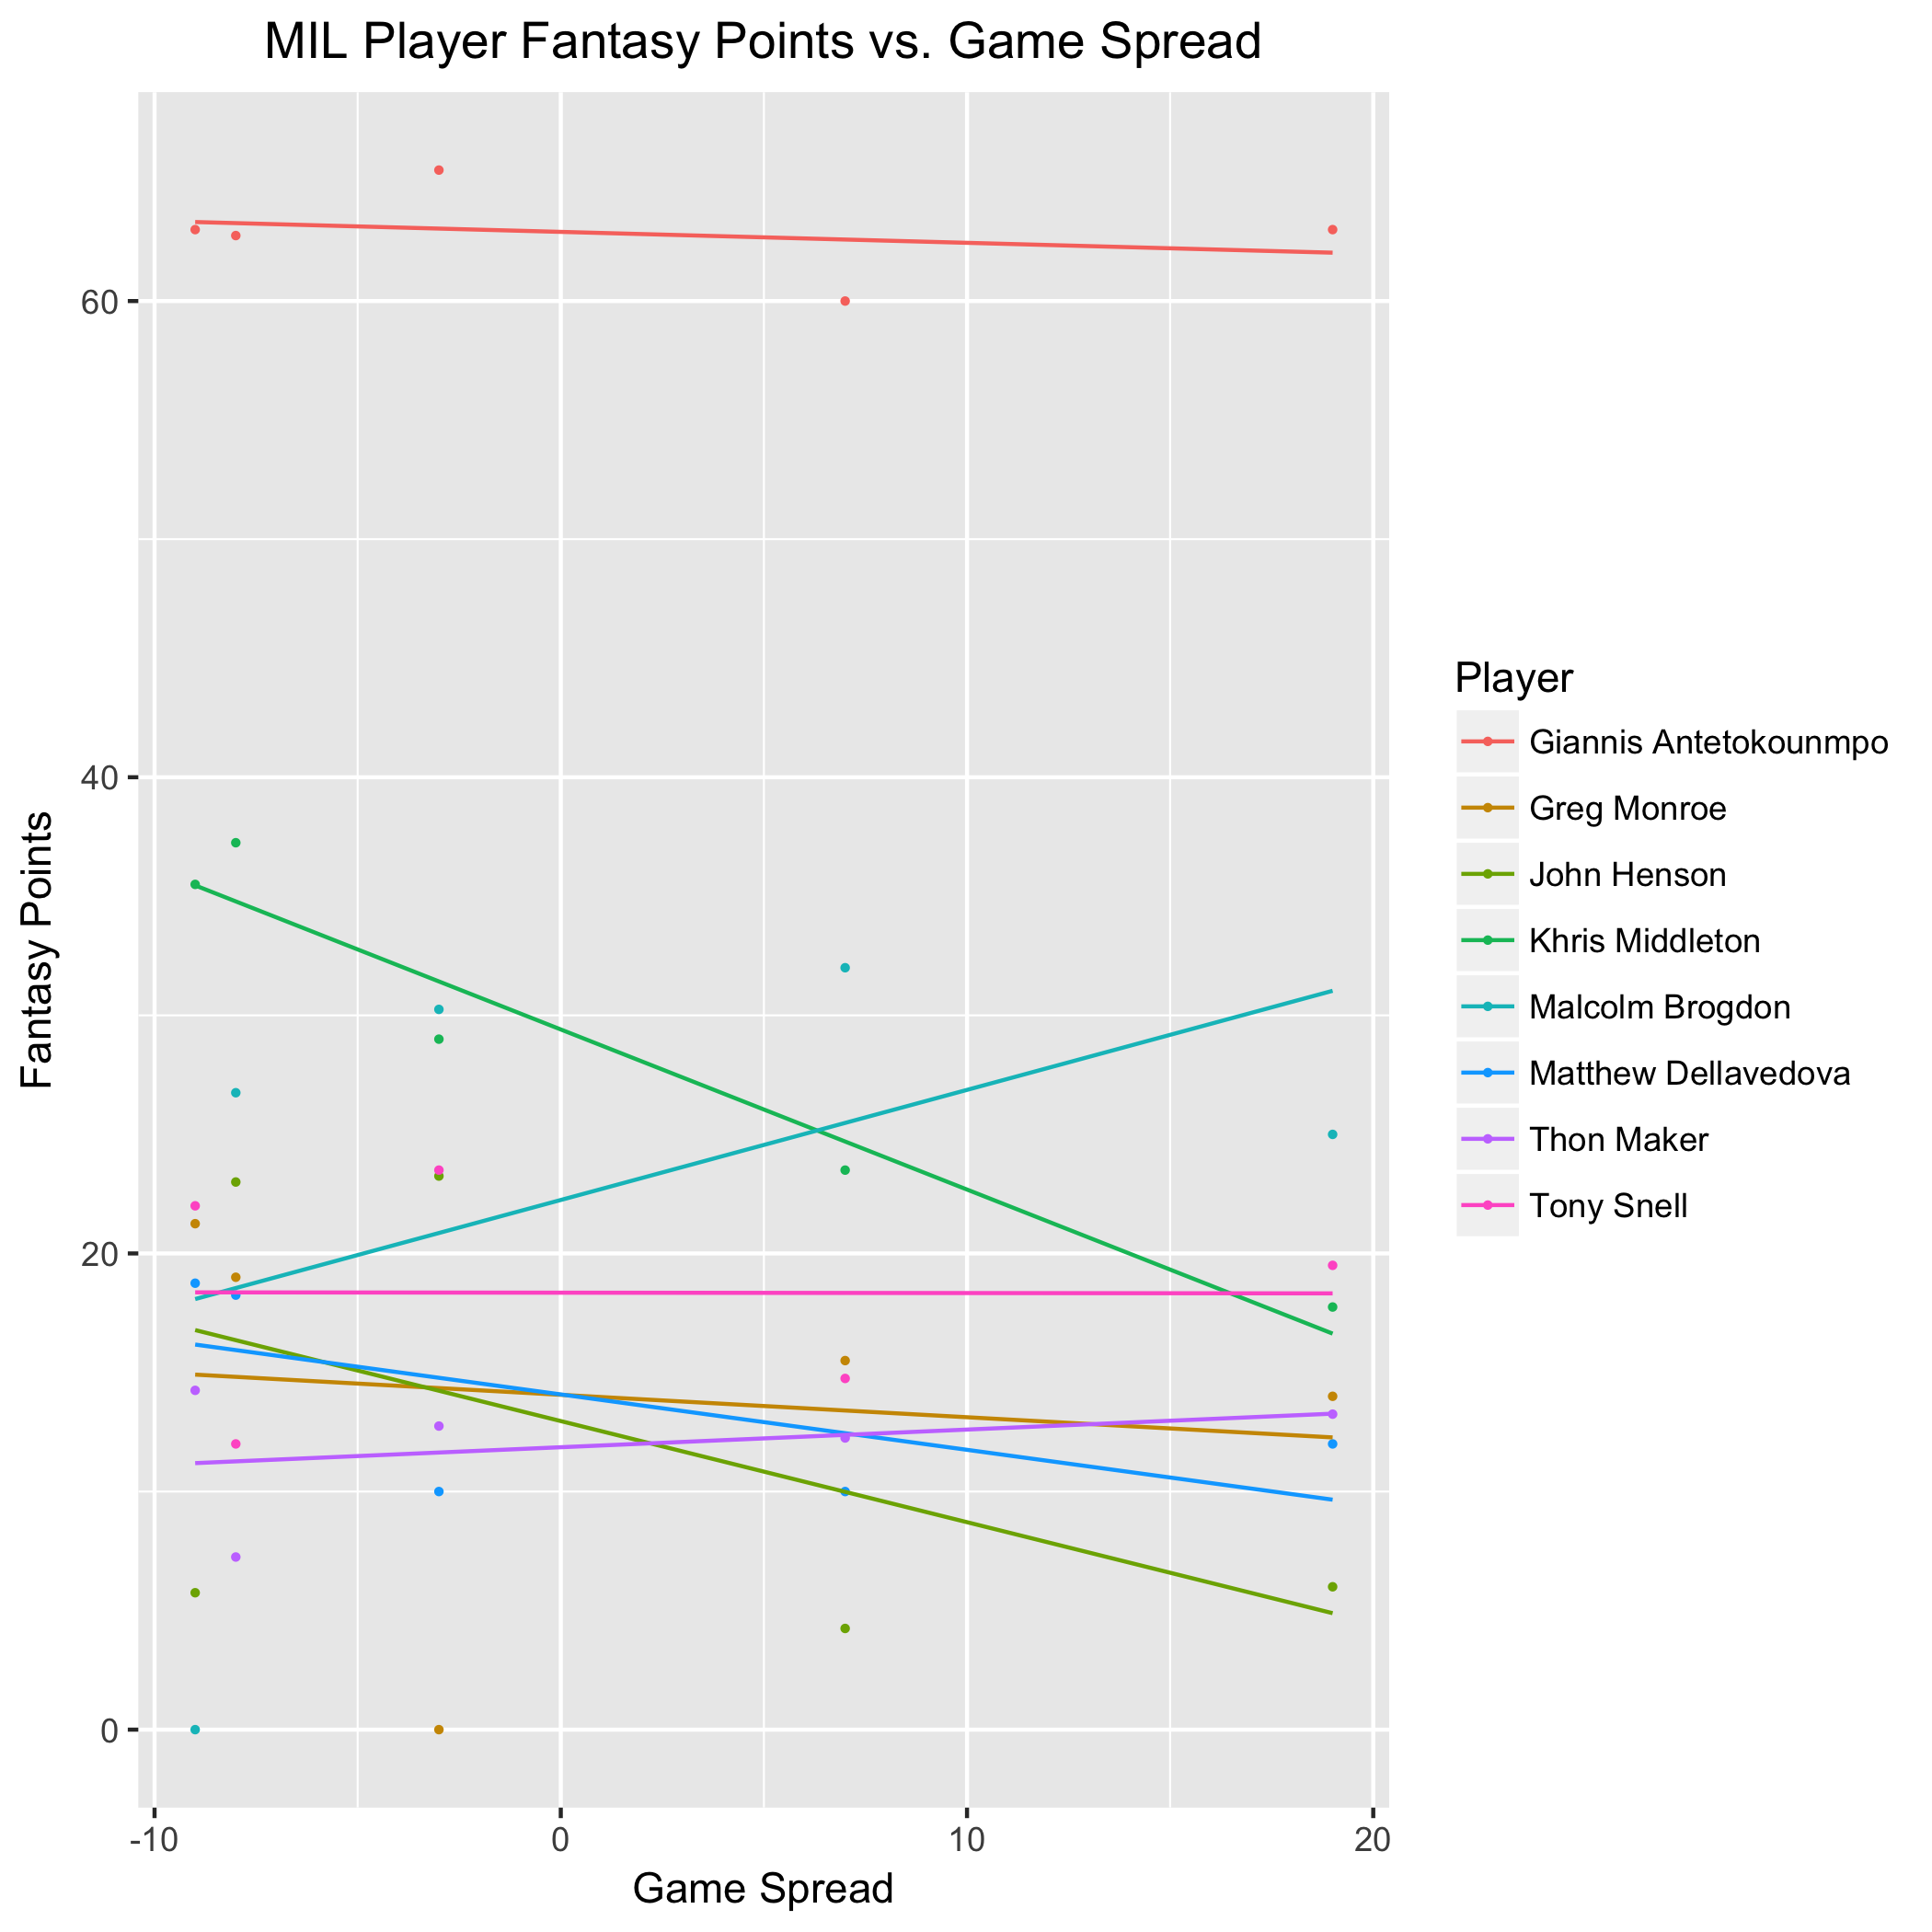 MIL Player Fantasy Points vs. Game Spread
Fantasy Points
60
40
20
0
-10
0
10
20
Game Spread
Player
Giannis Antetokounmpo
Greg Monroe
John Henson
Khris Middleton
Malcolm Brogdon
Matthew Dellavedova
Thon Maker
Tony Snell